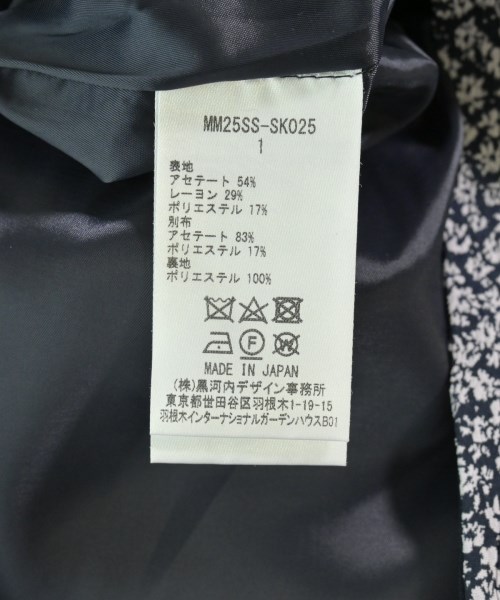 MM25SS-SK025
1
表地
アセテート 54%
レーヨン 29%
ポリエステル 17%
別布
アセテート 83%
ポリエステル 17%
裏地
ポリエステル 100%
F
W
MADE IN JAPAN
(株)黒河内デザイン事務所
東京都世田谷区羽根木1-19-15
羽根木インターナショナルガーデンハウスB01